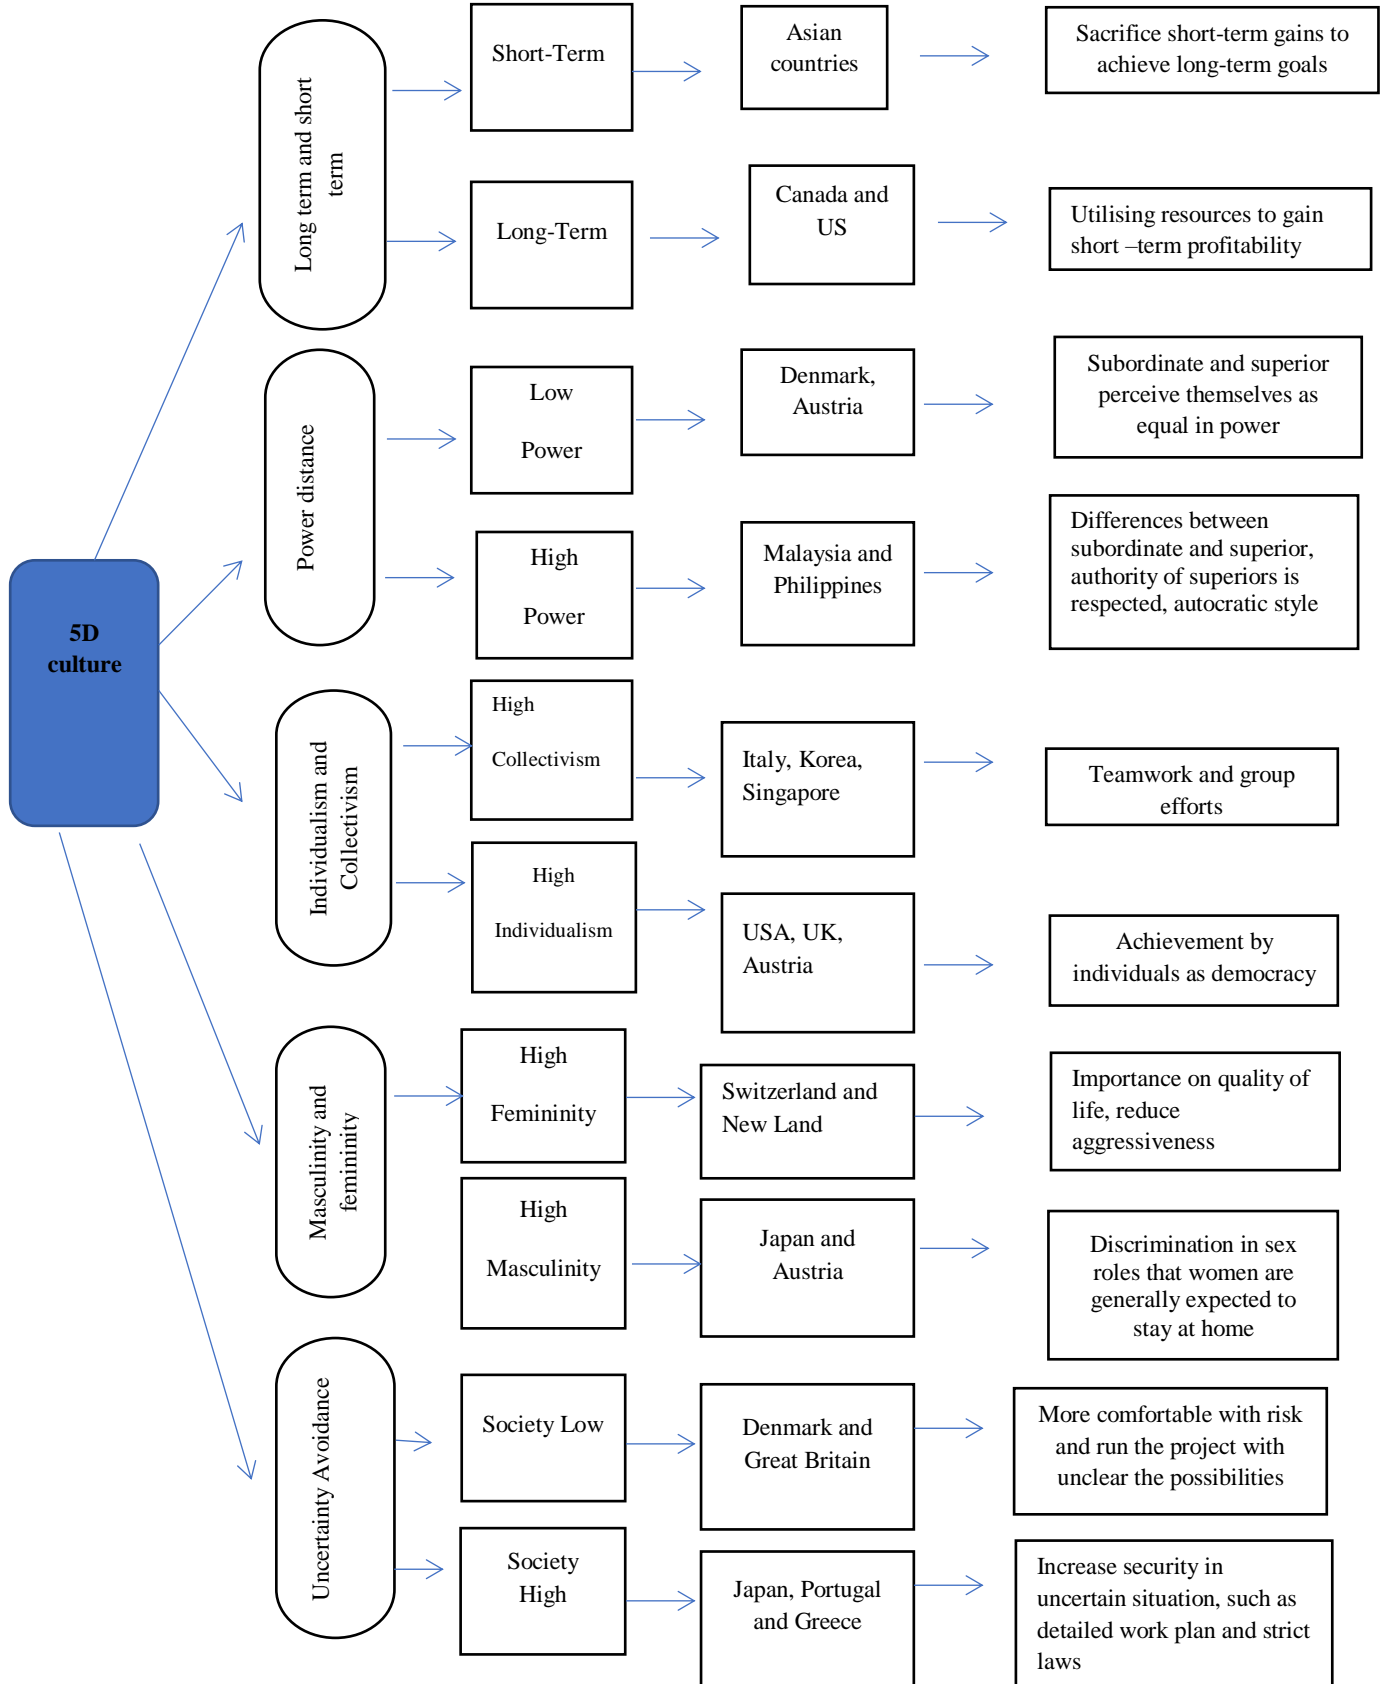 5D
culture
Long term and short
term
Short-Term
Asian
countries
Sacrifice short-term gains to
achieve long-term goals
Long-Term
Canada and
US
Utilising resources to gain
short –term profitability
Power distance
Low
Power
Denmark,
Austria
Subordinate and superior
perceive themselves as
equal in power
High
Power
Malaysia and
Philippines
Differences between
subordinate and superior,
authority of superiors is
respected, autocratic style
Individualism and
Collectivism
High
Collectivism
Italy, Korea,
Singapore
Teamwork and group
efforts
High
Individualism
USA, UK,
Austria
Achievement by
individuals as democracy
Masculinity and
femininity
High
Femininity
Switzerland and
New Land
Importance on quality of
life, reduce
aggressiveness
High
Masculinity
Japan and
Austria
Discrimination in sex
roles that women are
generally expected to
stay at home
Uncertainty Avoidance
Society Low
Denmark and
Great Britain
More comfortable with risk
and run the project with
unclear the possibilities
Society
High
Japan, Portugal
and Greece
Increase security in
uncertain situation, such as
detailed work plan and strict
laws